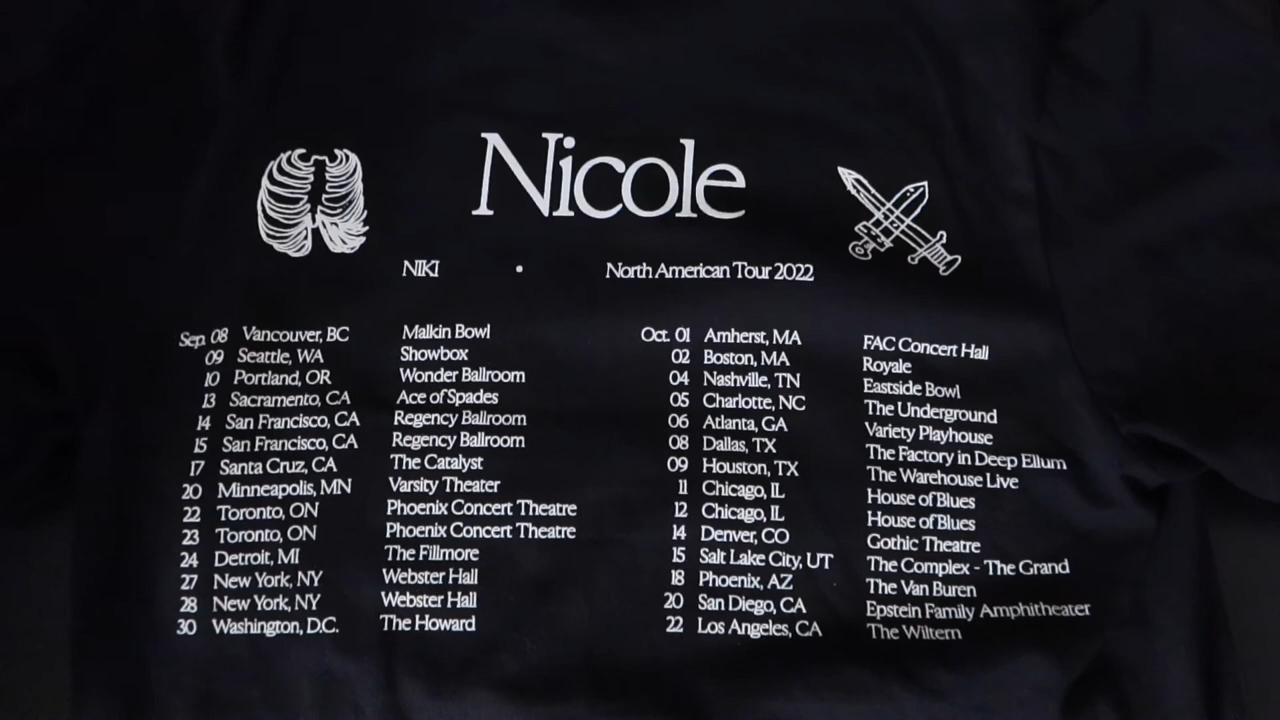 Nicole
NIKI • North American Tour 2022
Sep. 08 Vancouver, BC Malkin Bowl
09 Seattle, WA Showbox
10 Portland, OR Wonder Ballroom
13 Sacramento, CA Ace of Spades
14 San Francisco, CA Regency Ballroom
15 San Francisco, CA Regency Ballroom
17 Santa Cruz, CA The Catalyst
20 Minneapolis, MN Varsity Theater
22 Toronto, ON Phoenix Concert Theatre
23 Toronto, ON Phoenix Concert Theatre
24 Detroit, MI The Fillmore
27 New York, NY Webster Hall
28 New York, NY Webster Hall
30 Washington, D.C. The Howard
Oct. 01 Amherst, MA FAC Concert Hall
02 Boston, MA Royale
04 Nashville, TN Eastside Bowl
05 Charlotte, NC The Underground
06 Atlanta, GA Variety Playhouse
08 Dallas, TX The Factory in Deep Ellum
09 Houston, TX The Warehouse Live
11 Chicago, IL House of Blues
12 Chicago, IL House of Blues
14 Denver, CO Gothic Theatre
15 Salt Lake City, UT The Complex - The Grand
18 Phoenix, AZ The Van Buren
20 San Diego, CA Epstein Family Amphitheater
22 Los Angeles, CA The Wiltern